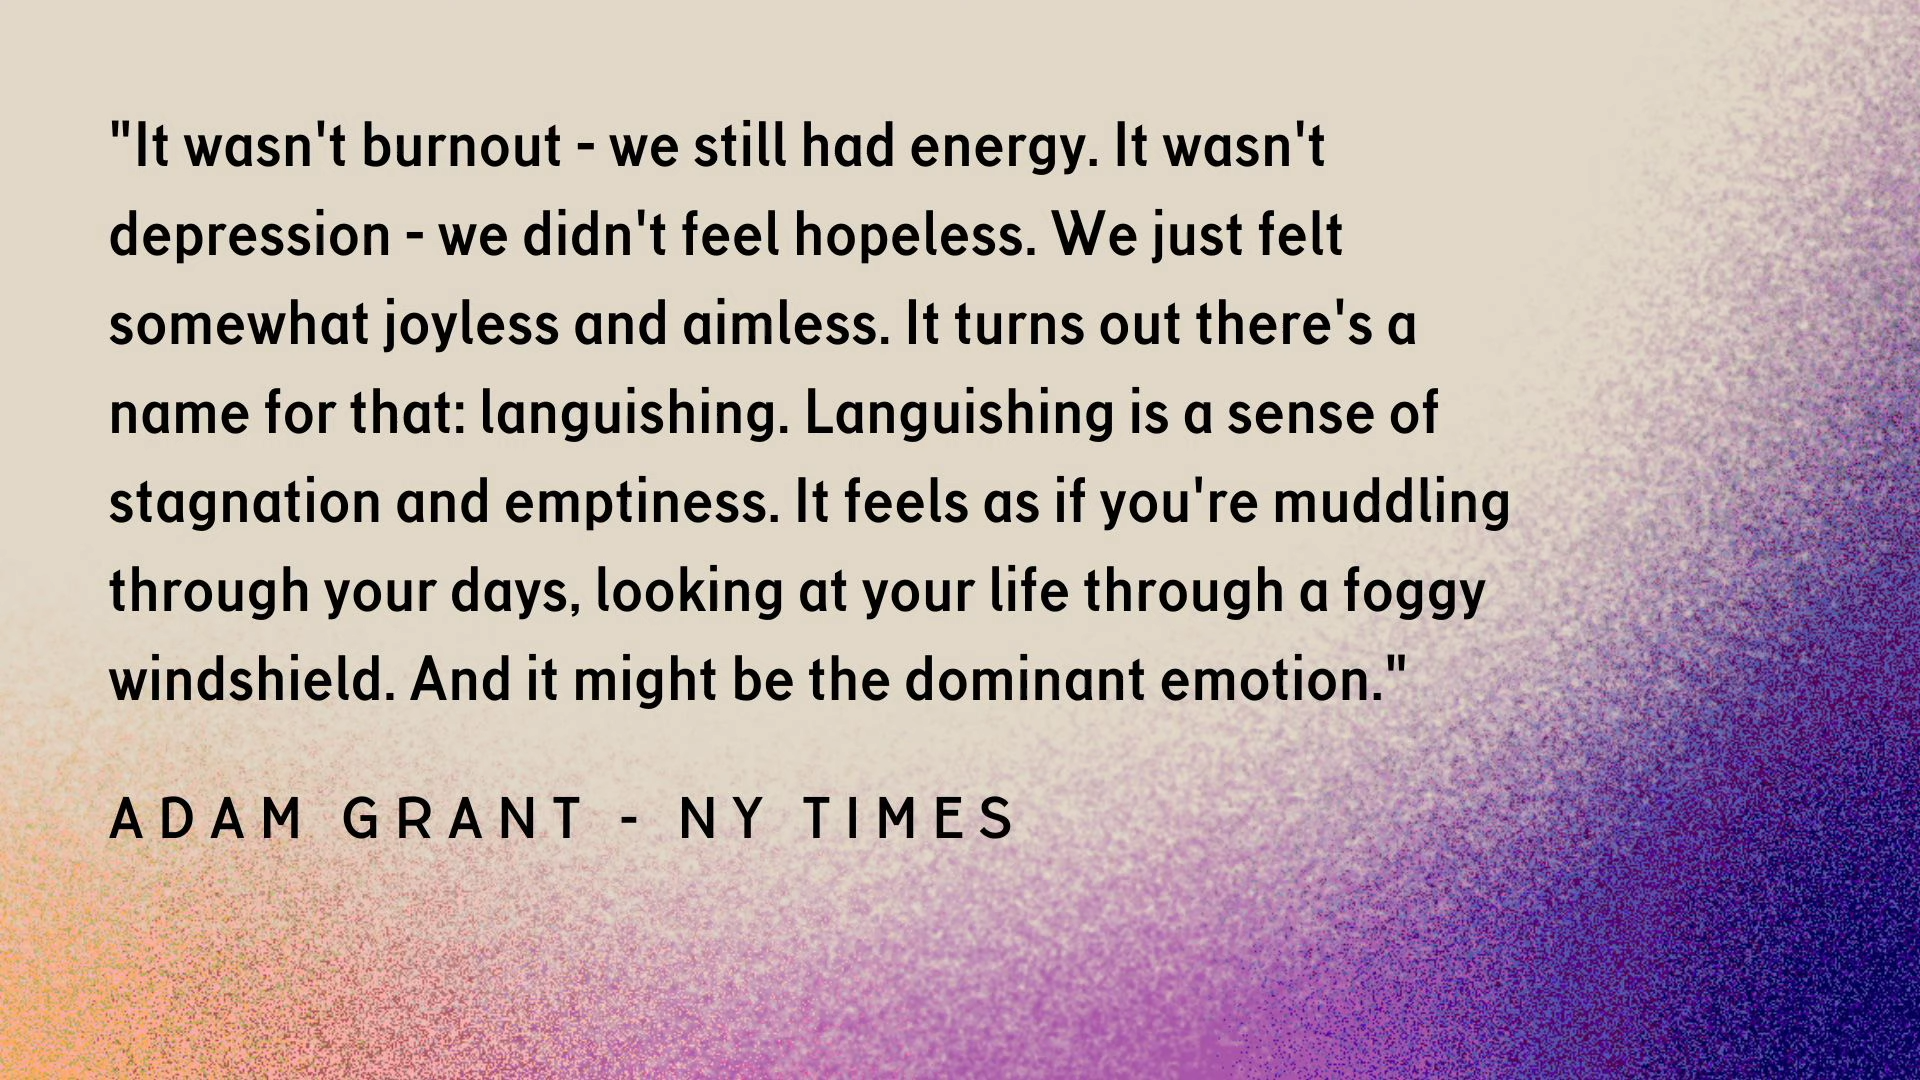 "It wasn't burnout - we still had energy. It wasn't
depression - we didn't feel hopeless. We just felt
somewhat joyless and aimless. It turns out there's a
name for that: languishing. Languishing is a sense of
stagnation and emptiness. It feels as if you're muddling
through your days, looking at your life through a foggy
windshield. And it might be the dominant emotion."
ADAM GRANT - NY TIMES